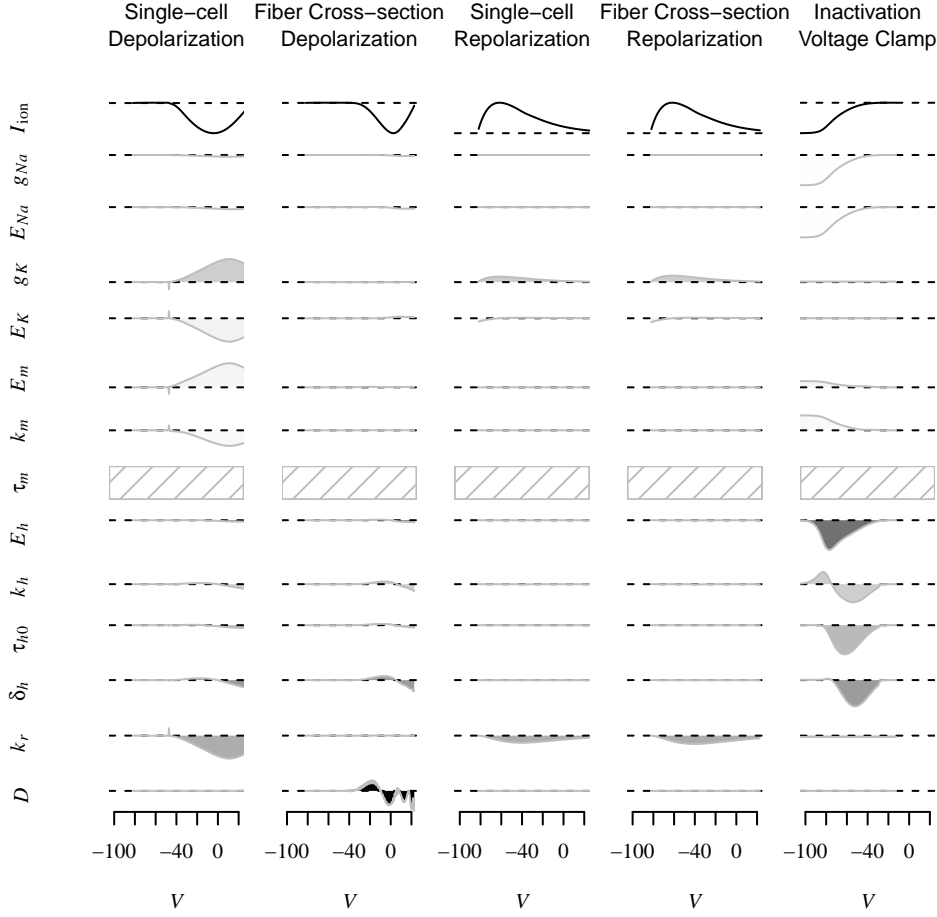 Single−cell Depolarization
Fiber Cross−section Depolarization
Single−cell Repolarization
Fiber Cross−section Repolarization
Inactivation Voltage Clamp
I_ion
g_Na
E_Na
g_K
E_K
E_m
k_m
τ_m
E_h
k_h
τ_h0
δ_h
k_r
D
−100 −40 0 −100 −40 0 −100 −40 0 −100 −40 0 −100 −40 0
V V V V V